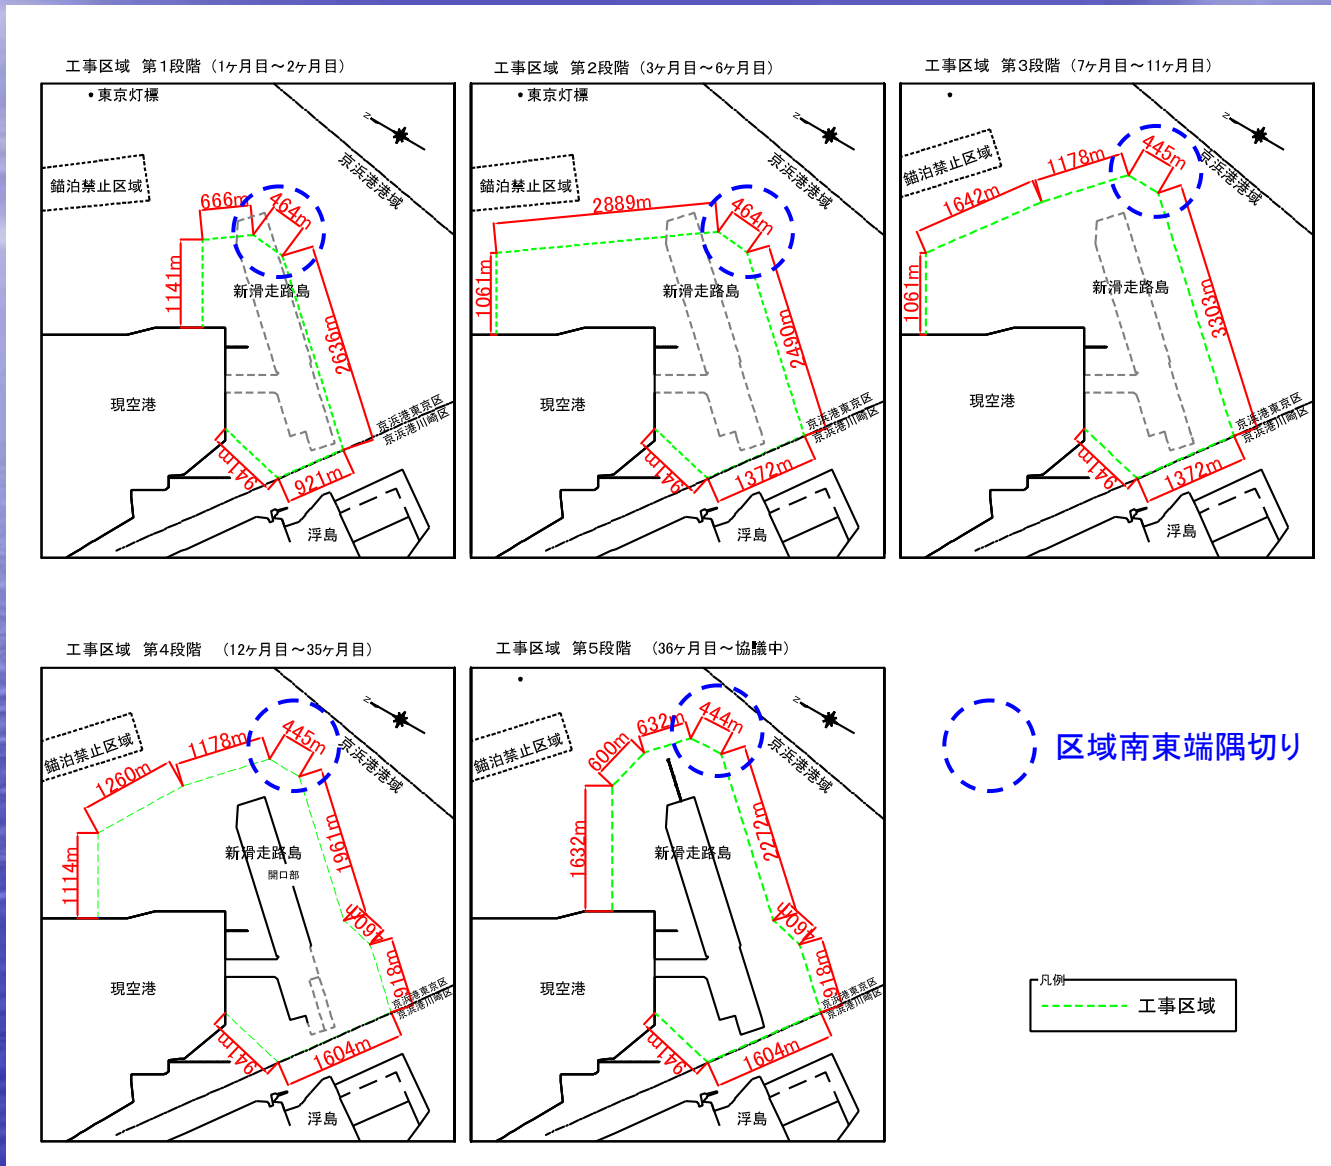 工事区域 第1段階 (1ヶ月目～2ヶ月目)
東京灯標
N
京浜港港域
錨泊禁止区域
666m
464m
1141m
新滑走路島
2636m
現空港
京浜港東京区
京浜港川崎区
941m
921m
浮島
工事区域 第2段階 (3ヶ月目～6ヶ月目)
東京灯標
N
京浜港港域
錨泊禁止区域
2889m
464m
1061m
新滑走路島
2490m
現空港
京浜港東京区
京浜港川崎区
941m
1372m
浮島
工事区域 第3段階 (7ヶ月目～11ヶ月目)
N
京浜港港域
錨泊禁止区域
1642m
1178m
445m
1061m
新滑走路島
3303m
現空港
京浜港東京区
京浜港川崎区
941m
1372m
浮島
工事区域 第4段階 (12ヶ月目～35ヶ月目)
N
京浜港港域
錨泊禁止区域
1260m
1178m
445m
1114m
新滑走路島
開口部
1961m
460m
918m
現空港
京浜港東京区
京浜港川崎区
941m
1604m
浮島
工事区域 第5段階 (36ヶ月目～協議中)
N
京浜港港域
錨泊禁止区域
600m
632m
444m
1632m
新滑走路島
2272m
460m
918m
現空港
京浜港東京区
京浜港川崎区
941m
1604m
浮島
区域南東端隅切り
凡例
工事区域